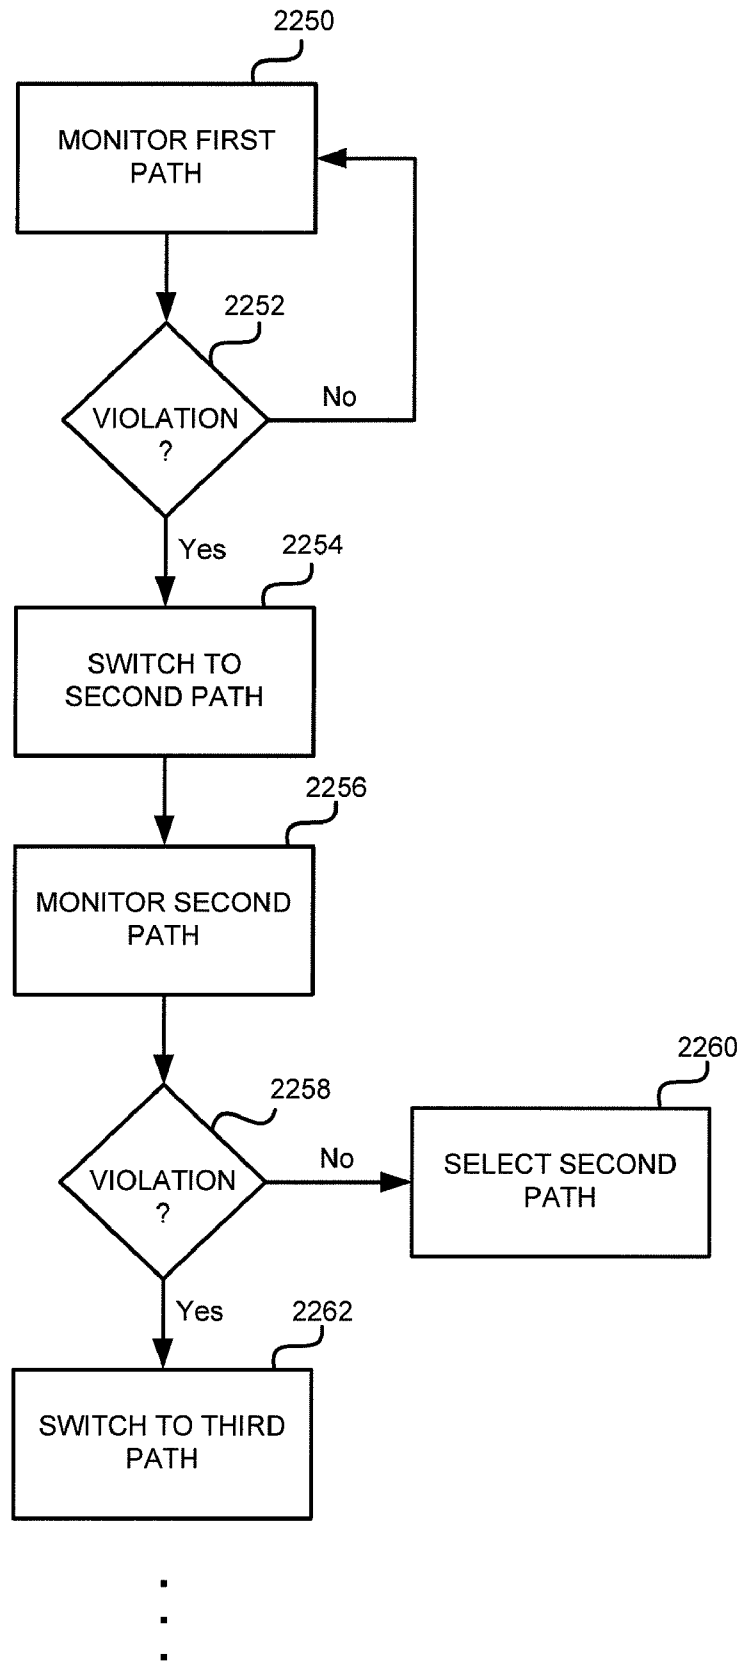 2250
MONITOR FIRST
PATH
2252
VIOLATION
?
No
Yes
2254
SWITCH TO
SECOND PATH
2256
MONITOR SECOND
PATH
2258
VIOLATION
?
No
2260
SELECT SECOND
PATH
Yes
2262
SWITCH TO THIRD
PATH